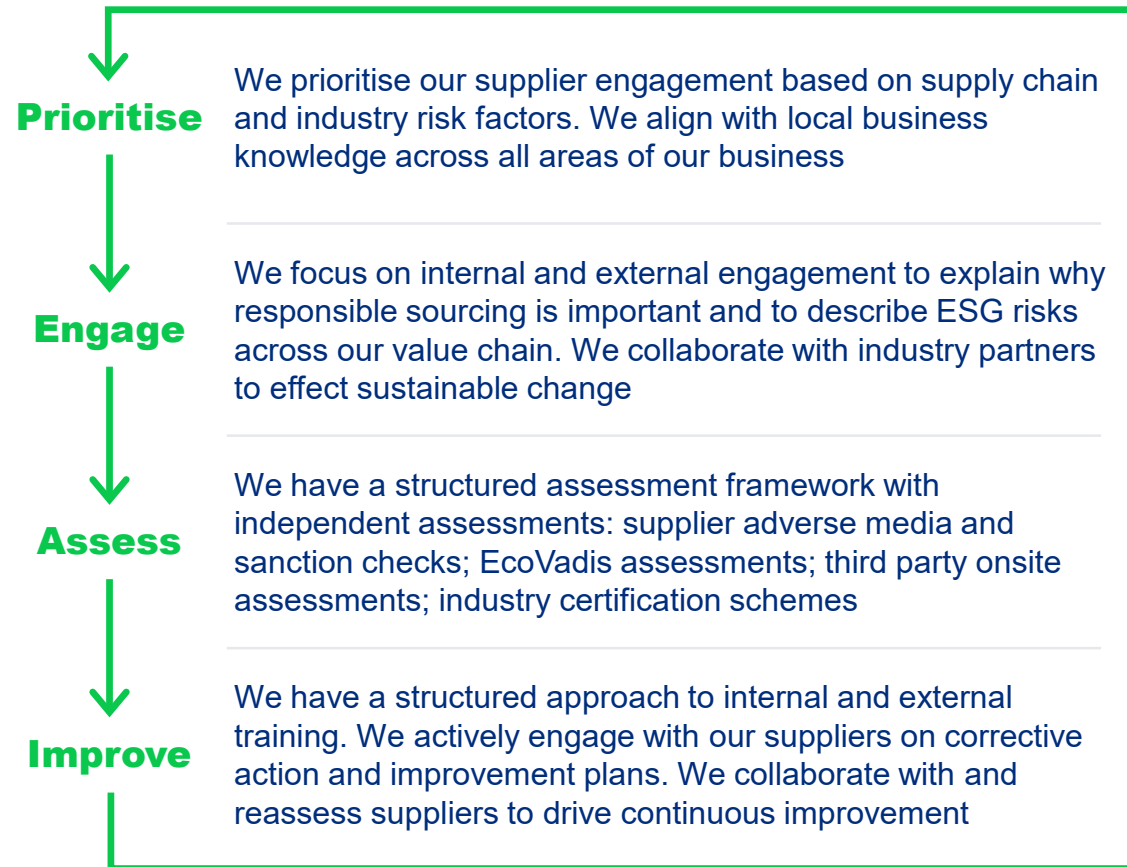 Prioritise
We prioritise our supplier engagement based on supply chain
and industry risk factors. We align with local business
knowledge across all areas of our business
Engage
We focus on internal and external engagement to explain why
responsible sourcing is important and to describe ESG risks
across our value chain. We collaborate with industry partners
to effect sustainable change
Assess
We have a structured assessment framework with
independent assessments: supplier adverse media and
sanction checks; EcoVadis assessments; third party onsite
assessments; industry certification schemes
Improve
We have a structured approach to internal and external
training. We actively engage with our suppliers on corrective
action and improvement plans. We collaborate with and
reassess suppliers to drive continuous improvement